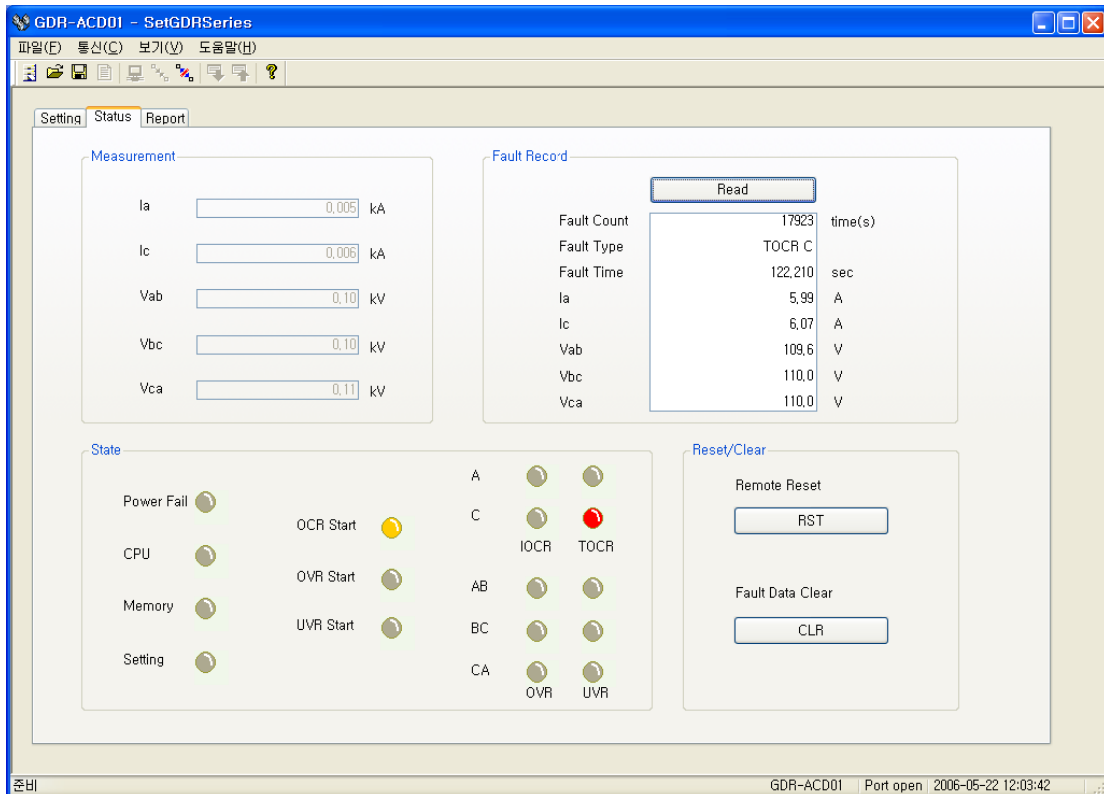 GDR-ACD01 - SetGDRSeries
파일(F) 통신(C) 보기(V) 도움말(H)
Setting Status Report
Measurement
Ia 0,005 kA
Ic 0,006 kA
Vab 0,10 kV
Vbc 0,10 kV
Vca 0,11 kV
Fault Record
Read
Fault Count 17923 time(s)
Fault Type TOCR C
Fault Time 122,210 sec
Ia 5,99 A
Ic 6,07 A
Vab 109,6 V
Vbc 110,0 V
Vca 110,0 V
State
Power Fail
CPU
Memory
Setting
OCR Start
OVR Start
UVR Start
A
C
IOCR TOCR
AB
BC
CA
OVR UVR
Reset/Clear
Remote Reset
RST
Fault Data Clear
CLR
준비 GDR-ACD01 Port open 2006-05-22 12:03:42